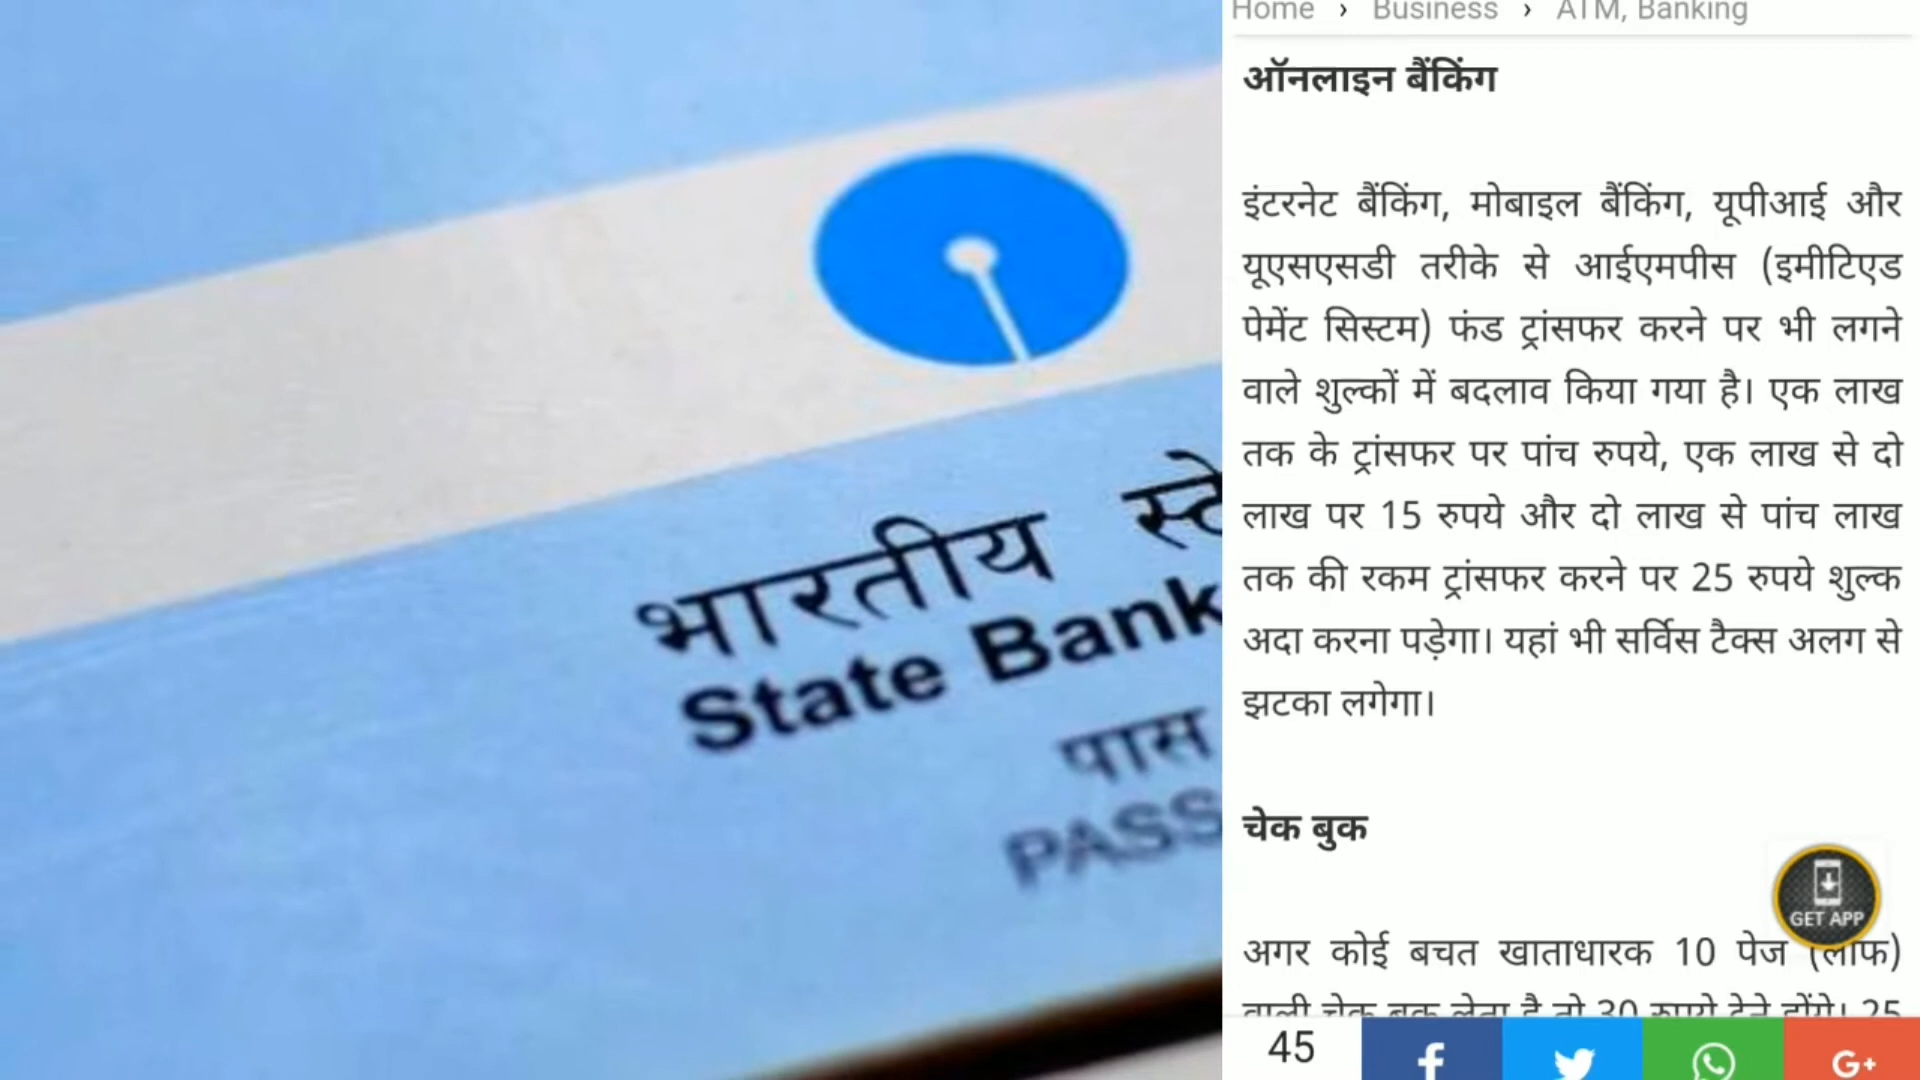 भारतीय स्टे
State Bank
पास
PASS
Home › Business › ATM, Banking
ऑनलाइन बैंकिंग
इंटरनेट बैंकिंग, मोबाइल बैंकिंग, यूपीआई और
यूएसएसडी तरीके से आईएमपीस (इमीटिएड
पेमेंट सिस्टम) फंड ट्रांसफर करने पर भी लगने
वाले शुल्कों में बदलाव किया गया है। एक लाख
तक के ट्रांसफर पर पांच रुपये, एक लाख से दो
लाख पर 15 रुपये और दो लाख से पांच लाख
तक की रकम ट्रांसफर करने पर 25 रुपये शुल्क
अदा करना पड़ेगा। यहां भी सर्विस टैक्स अलग से
झटका लगेगा।
चेक बुक
GET APP
अगर कोई बचत खाताधारक 10 पेज (लीफ)
वाली चेक बुक लेता है तो 30 रुपये देने होंगे। 25
45
G+